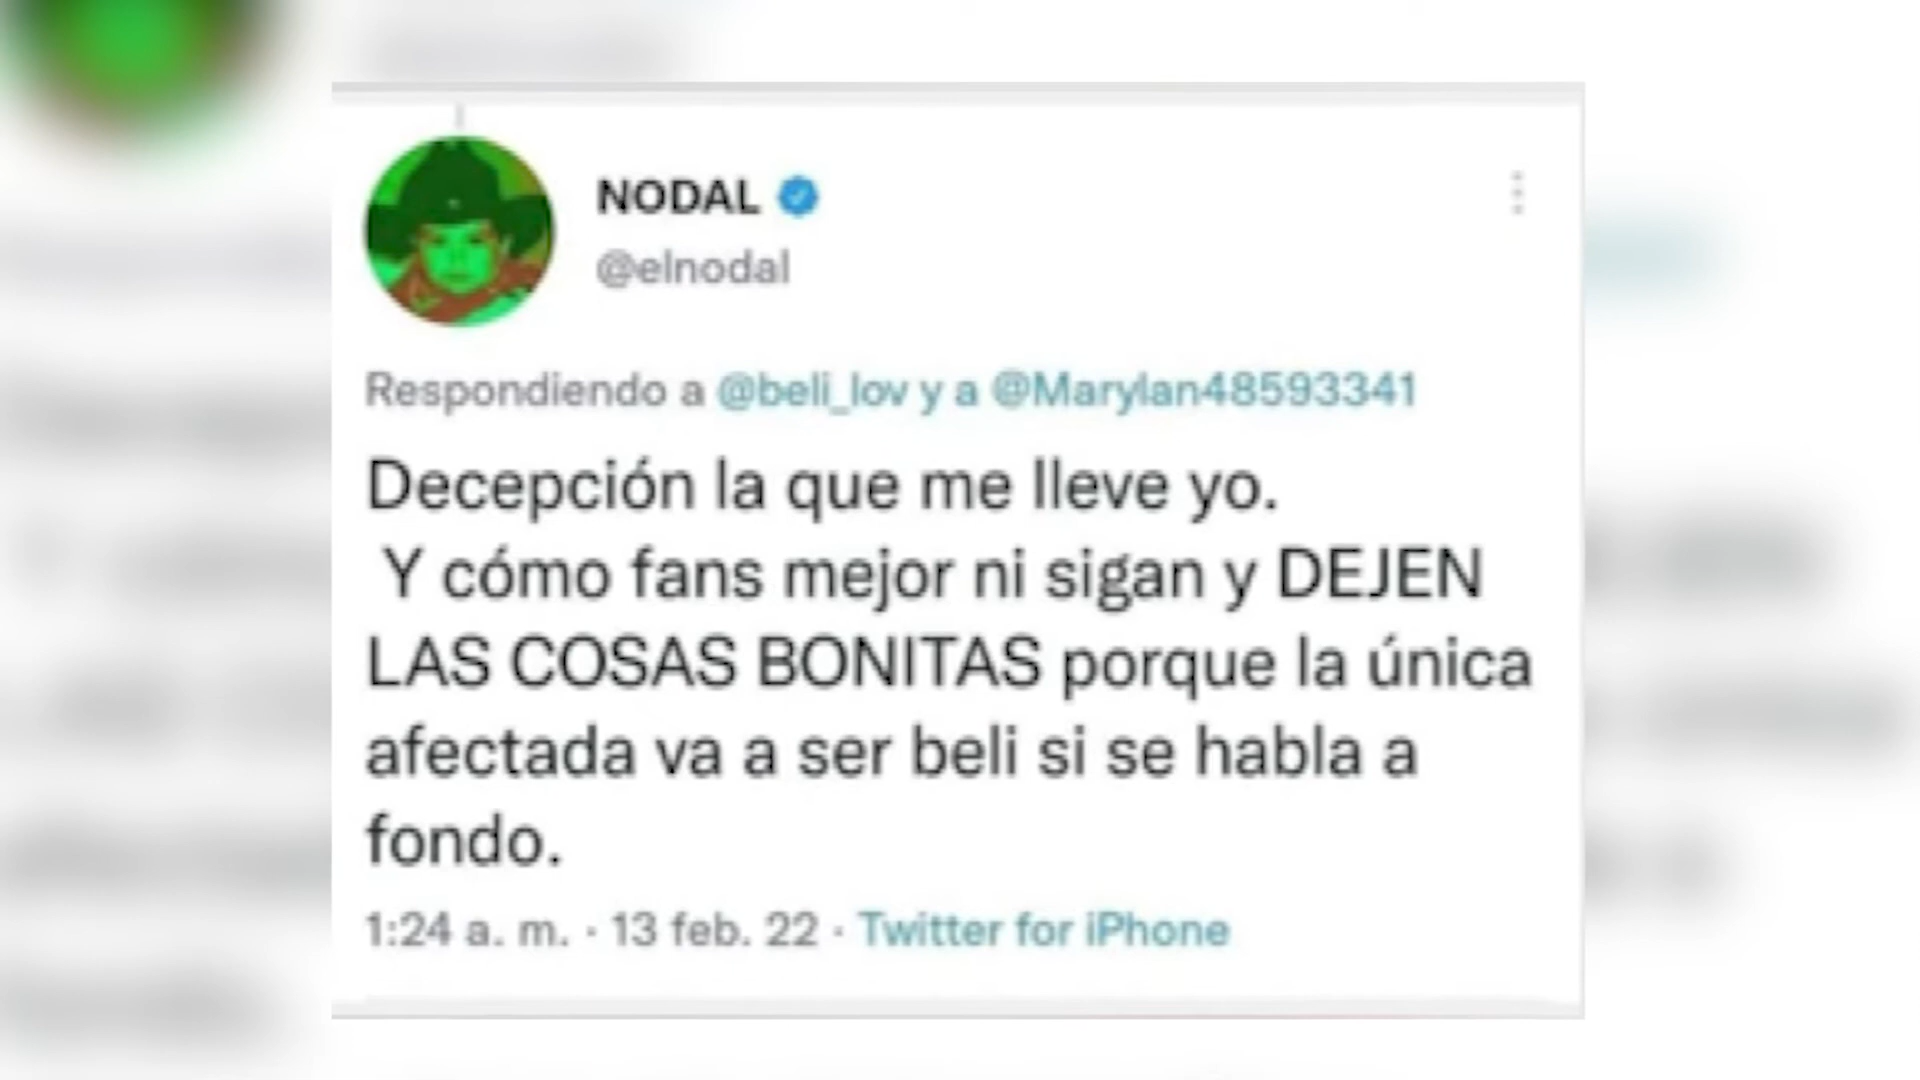 NODAL
@elnodal
Respondiendo a @beli_lov y a @Marylan48593341
Decepción la que me lleve yo.
Y cómo fans mejor ni sigan y DEJEN
LAS COSAS BONITAS porque la única
afectada va a ser beli si se habla a
fondo.
1:24 a. m. · 13 feb. 22 · Twitter for iPhone